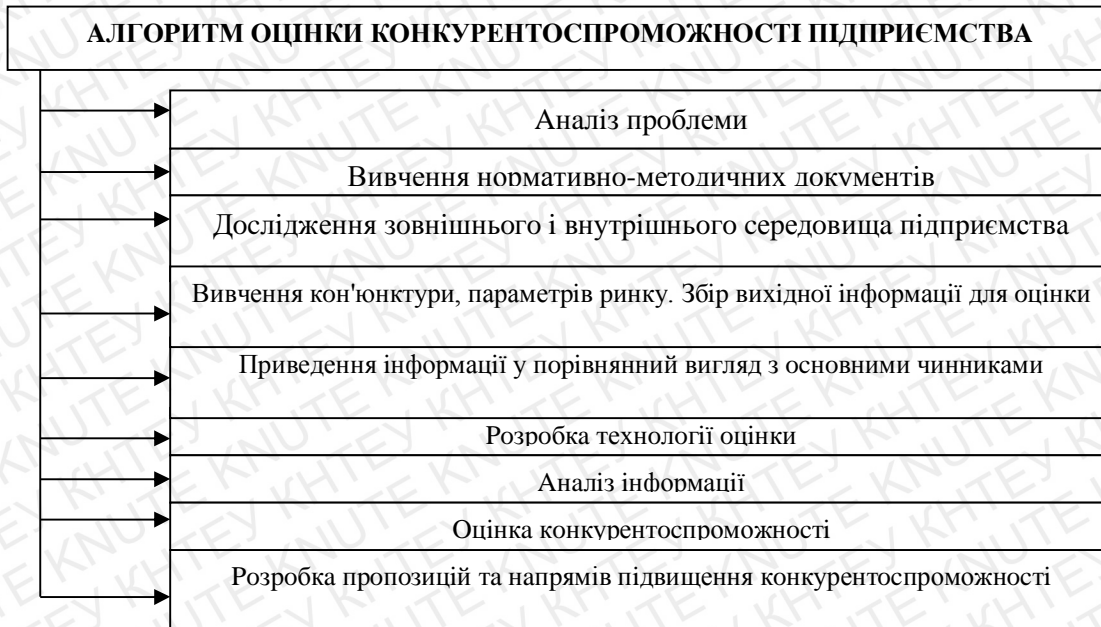 АЛГОРИТМ ОЦІНКИ КОНКУРЕНТОСПРОМОЖНОСТІ ПІДПРИЄМСТВА
Аналіз проблеми
Вивчення нормативно-методичних документів
Дослідження зовнішнього і внутрішнього середовища підприємства
Вивчення кон'юнктури, параметрів ринку. Збір вихідної інформації для оцінки
Приведення інформації у порівнянний вигляд з основними чинниками
Розробка технології оцінки
Аналіз інформації
Оцінка конкурентоспроможності
Розробка пропозицій та напрямів підвищення конкурентоспроможності